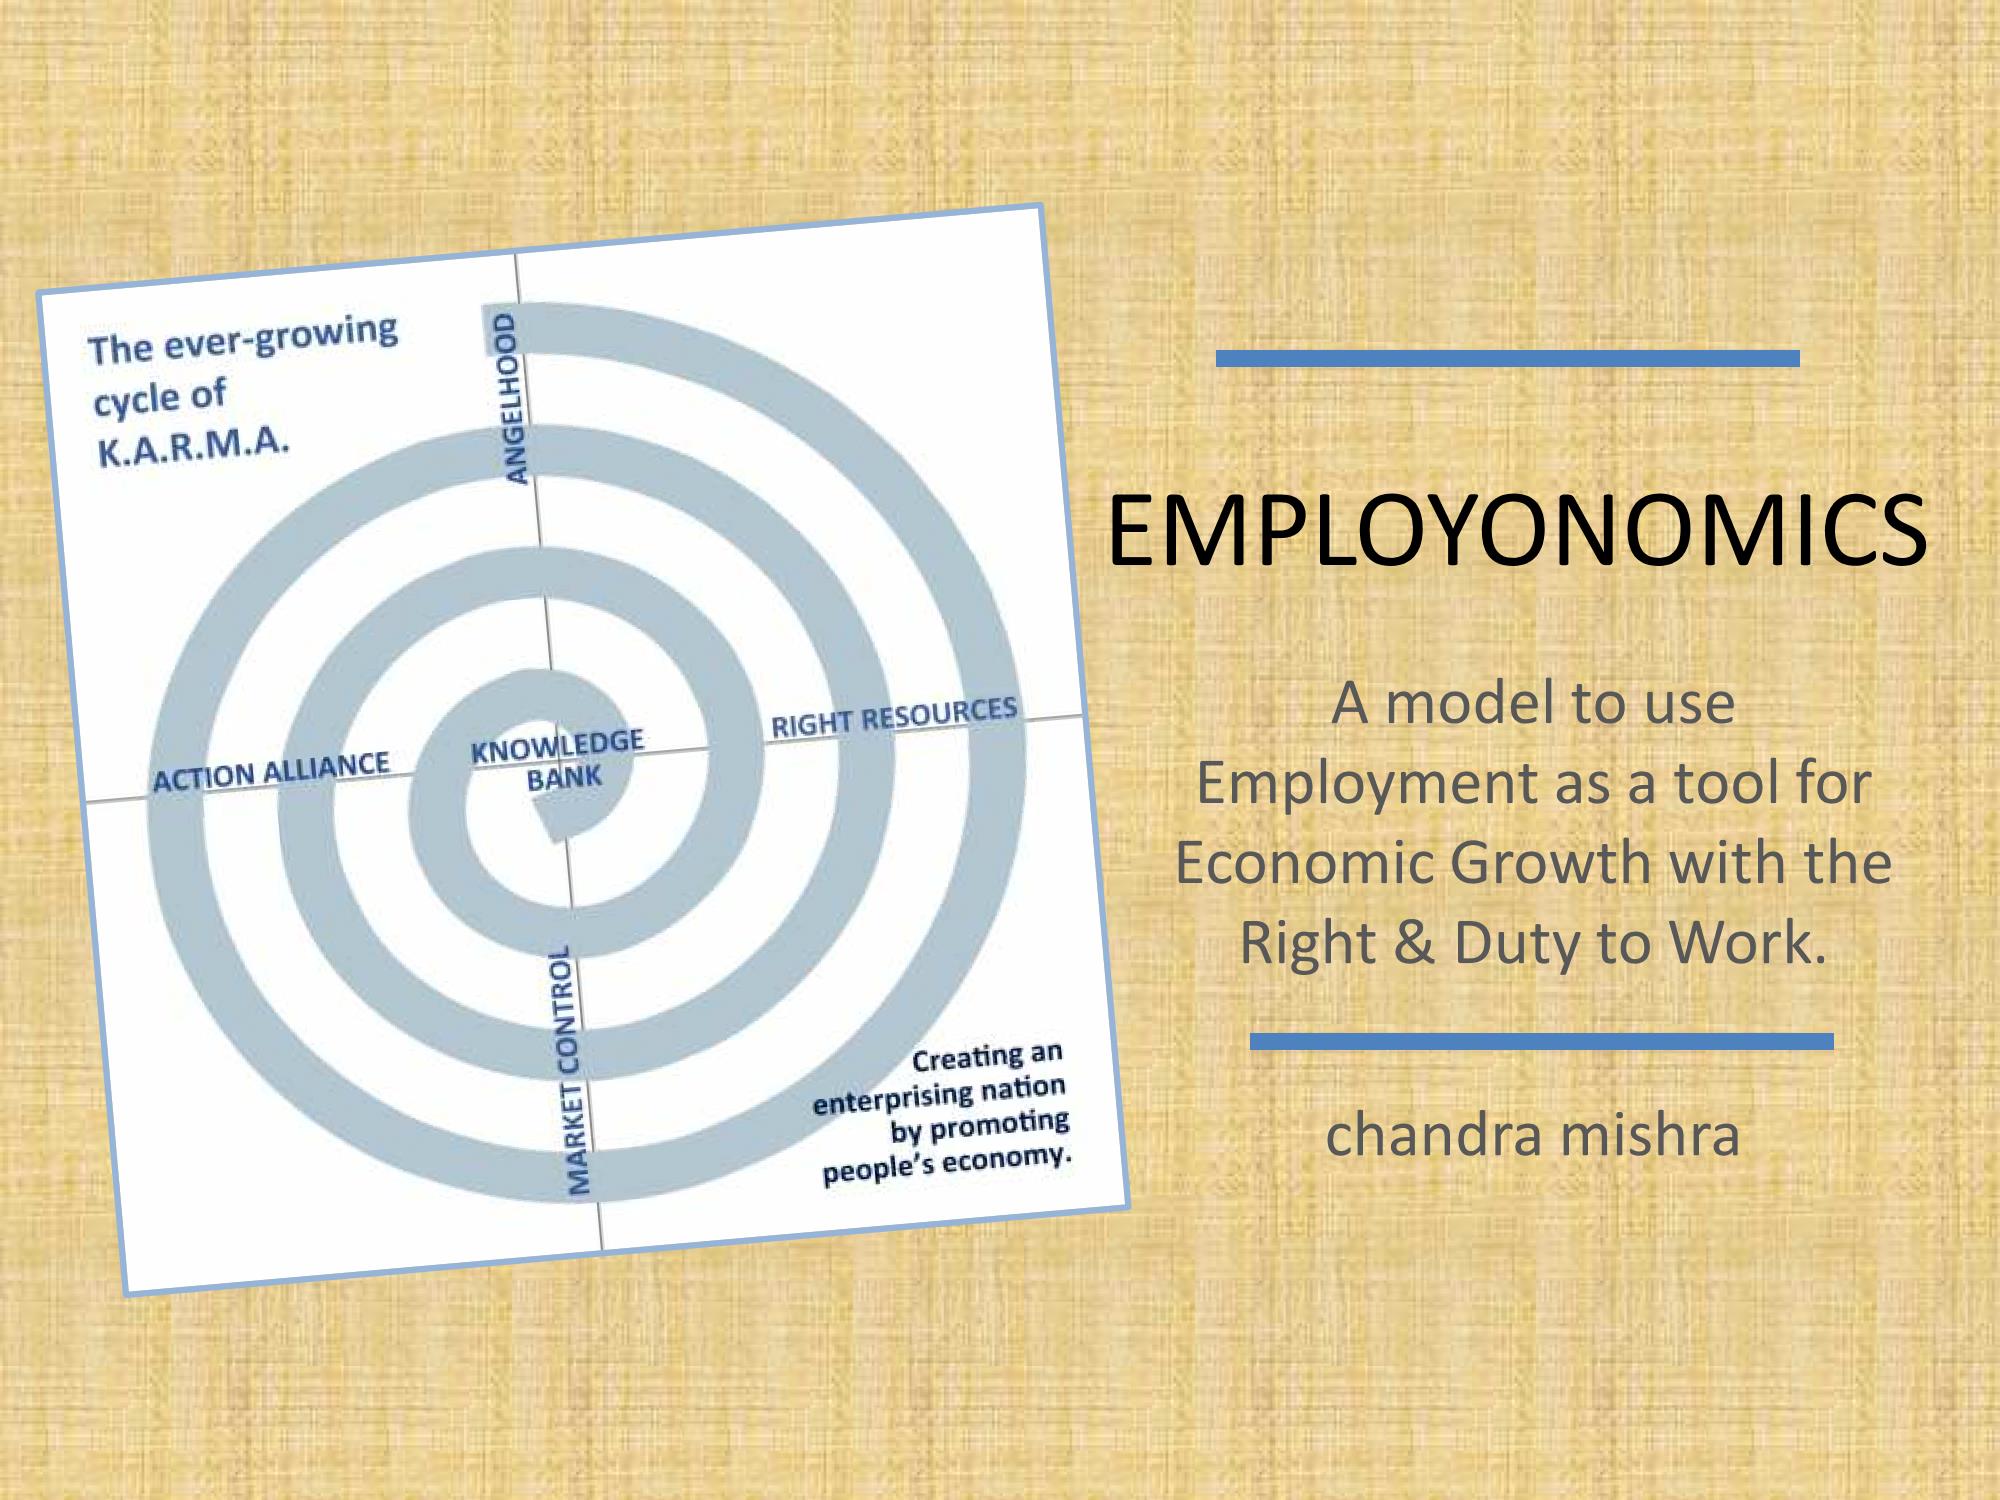 The ever-growing
cycle of
K.A.R.M.A.
ANGELHOOD
ACTION ALLIANCE
KNOWLEDGE
BANK
RIGHT RESOURCES
MARKET CONTROL
Creating an
enterprising nation
by promoting
people’s economy.
EMPLOYONOMICS
A model to use
Employment as a tool for
Economic Growth with the
Right & Duty to Work.
chandra mishra